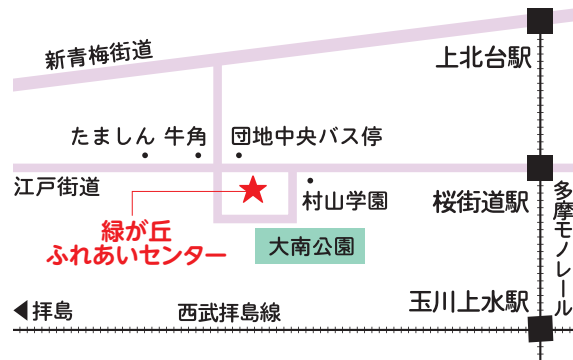 新青梅街道
上北台駅
たましん
牛角
団地中央バス停
江戸街道
村山学園
桜街道駅
多摩モノレール
緑が丘
ふれあいセンター
大南公園
玉川上水駅
拝島
西武拝島線